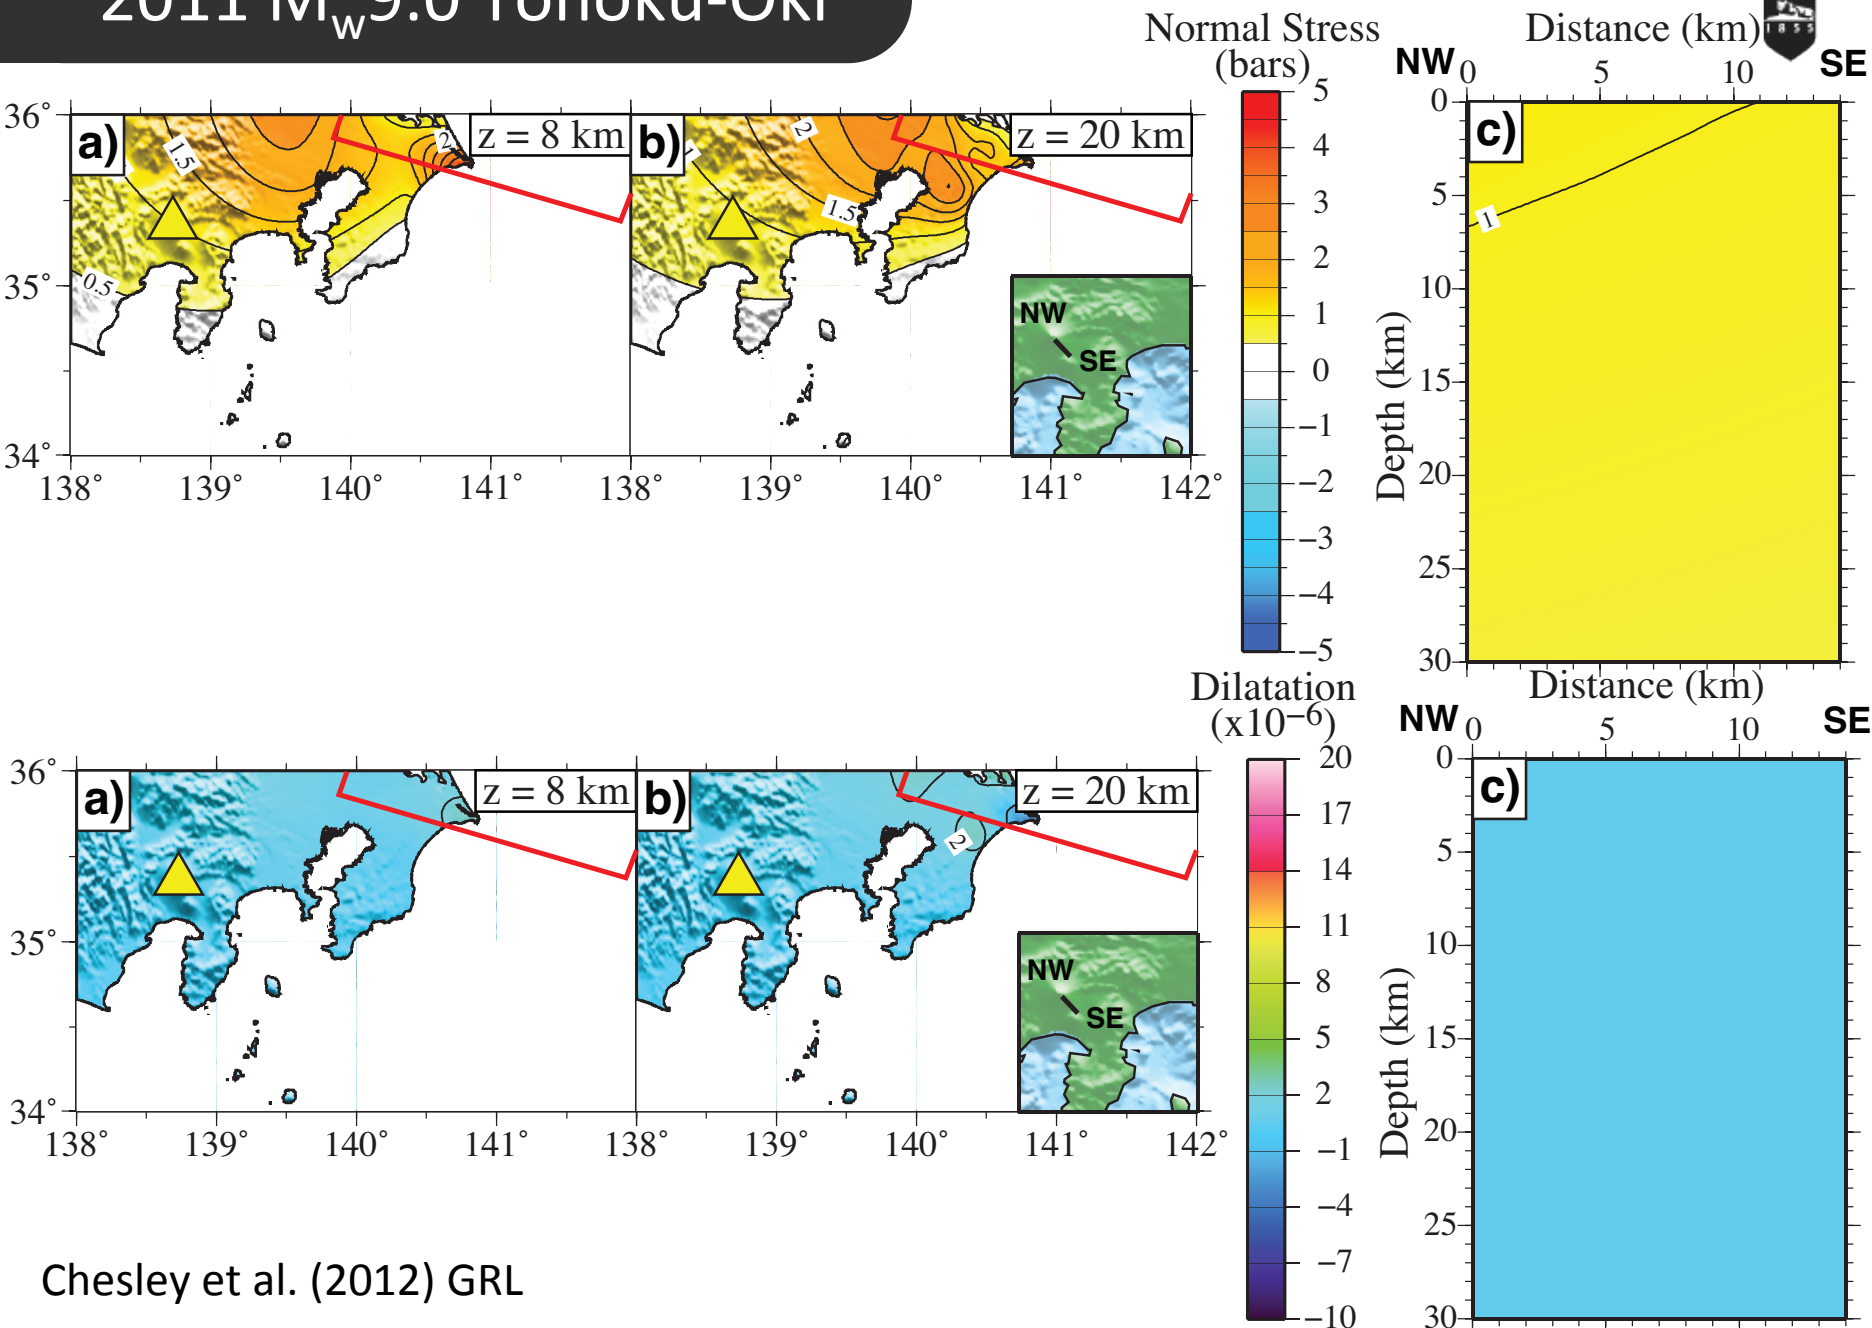 2011 Mw9.0 Tohoku-Oki
Normal Stress
(bars)
5
4
3
2
1
0
−1
−2
−3
−4
−5
36°
35°
34°
a)
z = 8 km
1.5
2
0.5
138°
139°
140°
141°
b)
z = 20 km
2
1
1.5
NW
SE
138°
139°
140°
141°
142°
1855
Distance (km)
NW
0
5
10
SE
c)
1
Depth (km)
0
5
10
15
20
25
30
Dilatation
(x10−6)
20
17
14
11
8
5
2
−1
−4
−7
−10
36°
35°
34°
a)
z = 8 km
138°
139°
140°
141°
b)
z = 20 km
2
NW
SE
138°
139°
140°
141°
142°
Distance (km)
NW
0
5
10
SE
c)
Depth (km)
0
5
10
15
20
25
30
Chesley et al. (2012) GRL